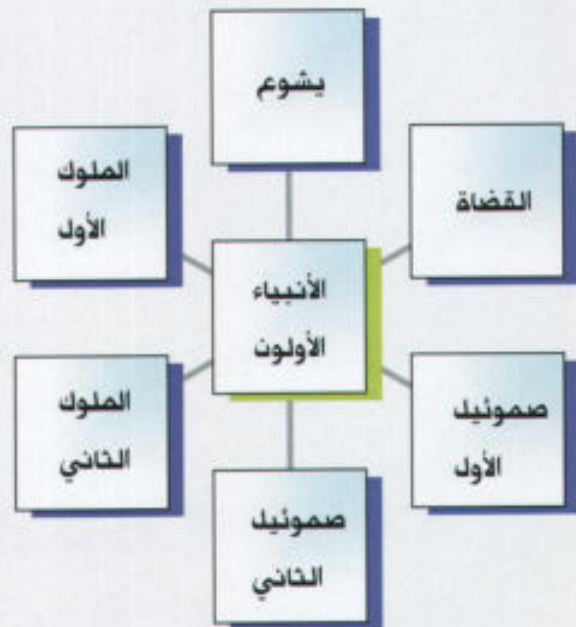 يشوع
القضاة
الملوك
الأول
الأنبياء
الأولون
صموئيل
الأول
الملوك
الثاني
صموئيل
الثاني